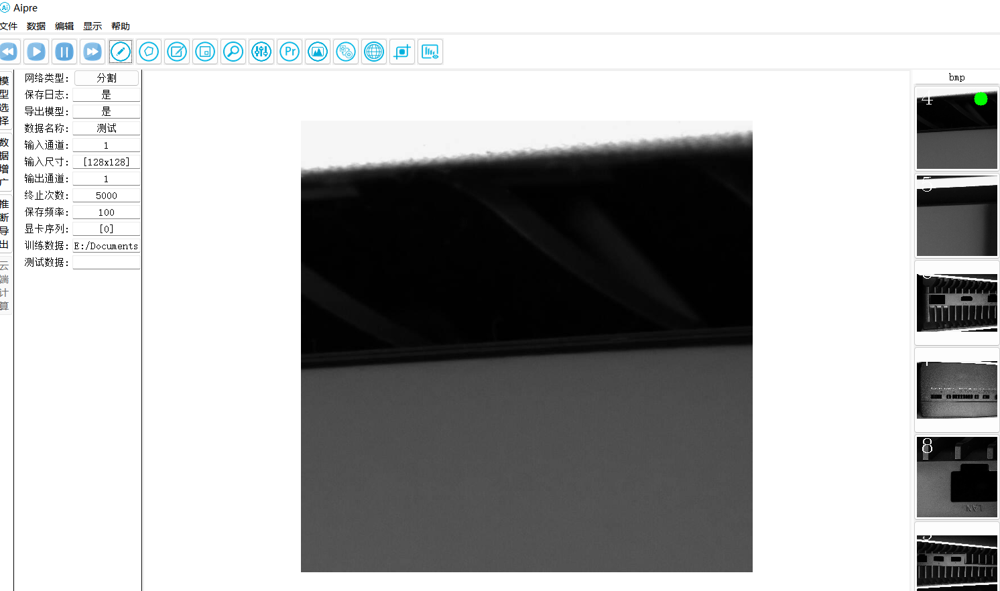 Ai Aipre
文件 数据 编辑 显示 帮助
Pr
模型选择
数据增广
推断导出
云端计算
网络类型: 分割
保存日志: 是
导出模型: 是
数据名称: 测试
输入通道: 1
输入尺寸: [128x128]
输出通道: 1
终止次数: 5000
保存频率: 100
显卡序列: [0]
训练数据: E:/Documents
测试数据:
bmp
4
5
8
LAN